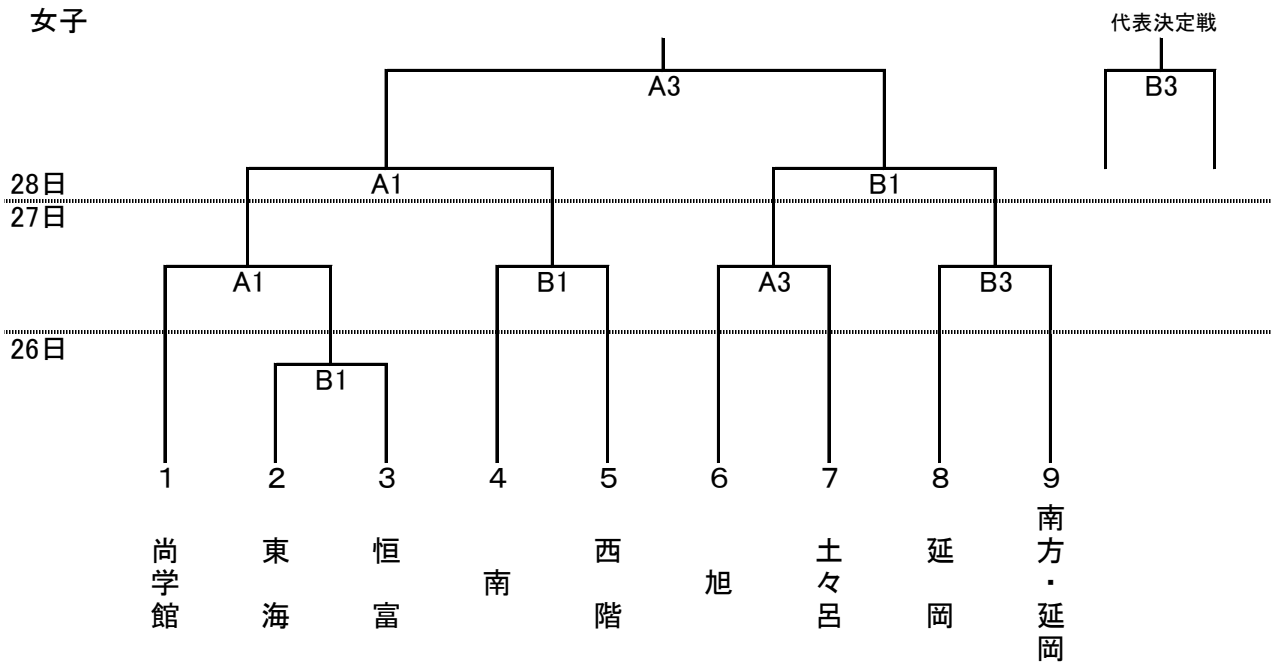 女子
代表決定戦
A3
B3
A1
B1
28日
27日
A1
B1
A3
B3
26日
B1
1
2
3
4
5
6
7
8
9
尚学館
東海
恒富
南
西階
旭
土々呂
延岡
南方・延岡